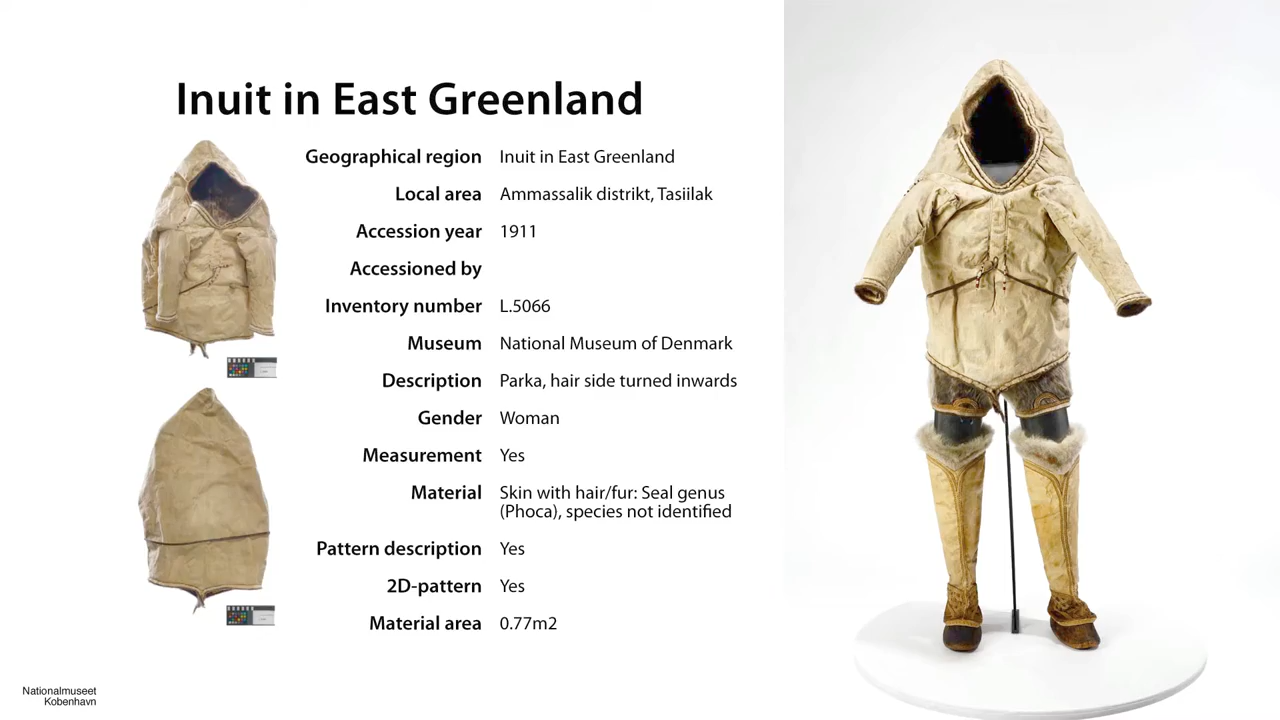 Inuit in East Greenland
Geographical region Inuit in East Greenland
Local area Ammassalik distrikt, Tasiilak
Accession year 1911
Accessioned by
Inventory number L.5066
Museum National Museum of Denmark
Description Parka, hair side turned inwards
Gender Woman
Measurement Yes
Material Skin with hair/fur: Seal genus
(Phoca), species not identified
Pattern description Yes
2D-pattern Yes
Material area 0.77m2
Nationalmuseet
Kobenhavn